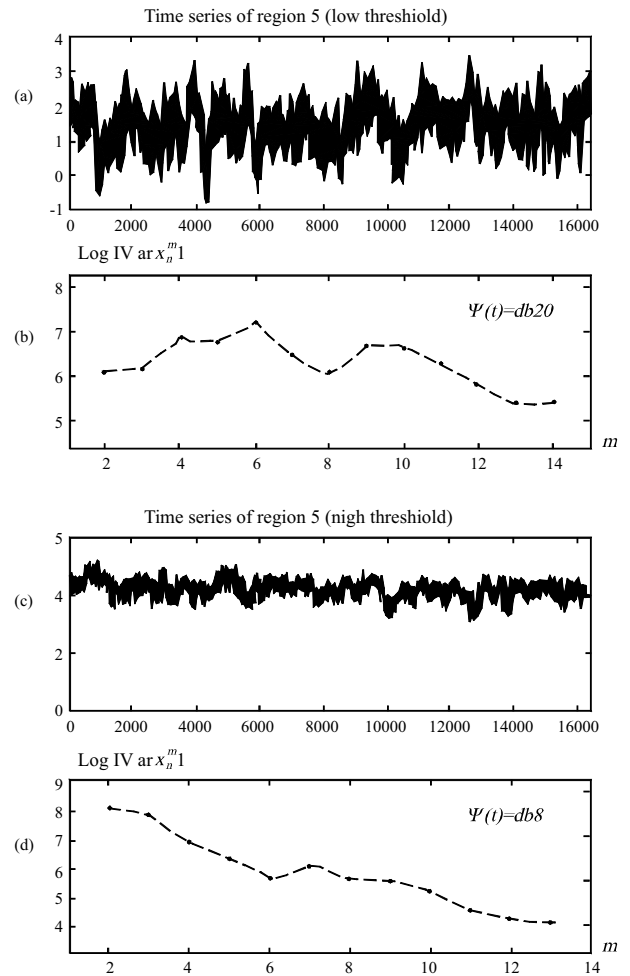 Time series of region 5 (low threshold)
(a)
4
3
2
1
0
-1
0 2000 4000 6000 8000 10000 12000 14000 16000
Log IV ar x_n^m 1
(b)
8
7
6
5
Ψ(t)=db20
2 4 6 8 10 12 14
m
Time series of region 5 (nigh threshiold)
(c)
5
4
2
0
0 2000 4000 6000 8000 10000 12000 14000 16000
Log IV ar x_n^m 1
(d)
9
8
7
6
5
4
Ψ(t)=db8
2 4 6 8 10 12 14
m